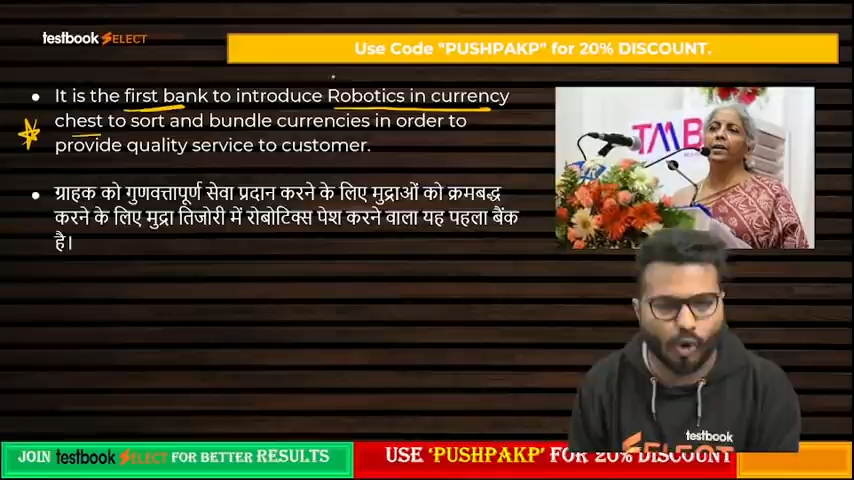 testbook SELECT
Use Code "PUSHPAKP" for 20% DISCOUNT.
It is the first bank to introduce Robotics in currency
chest to sort and bundle currencies in order to
provide quality service to customer.
ग्राहक को गुणवत्तापूर्ण सेवा प्रदान करने के लिए मुद्राओं को क्रमबद्ध
करने के लिए मुद्रा तिजोरी में रोबोटिक्स पेश करने वाला यह पहला बैंक
है।
TMB
testbook
SELECT
JOIN testbook SELECT FOR BETTER RESULTS
USE 'PUSHPAKP' FOR 20% DISCOUNT